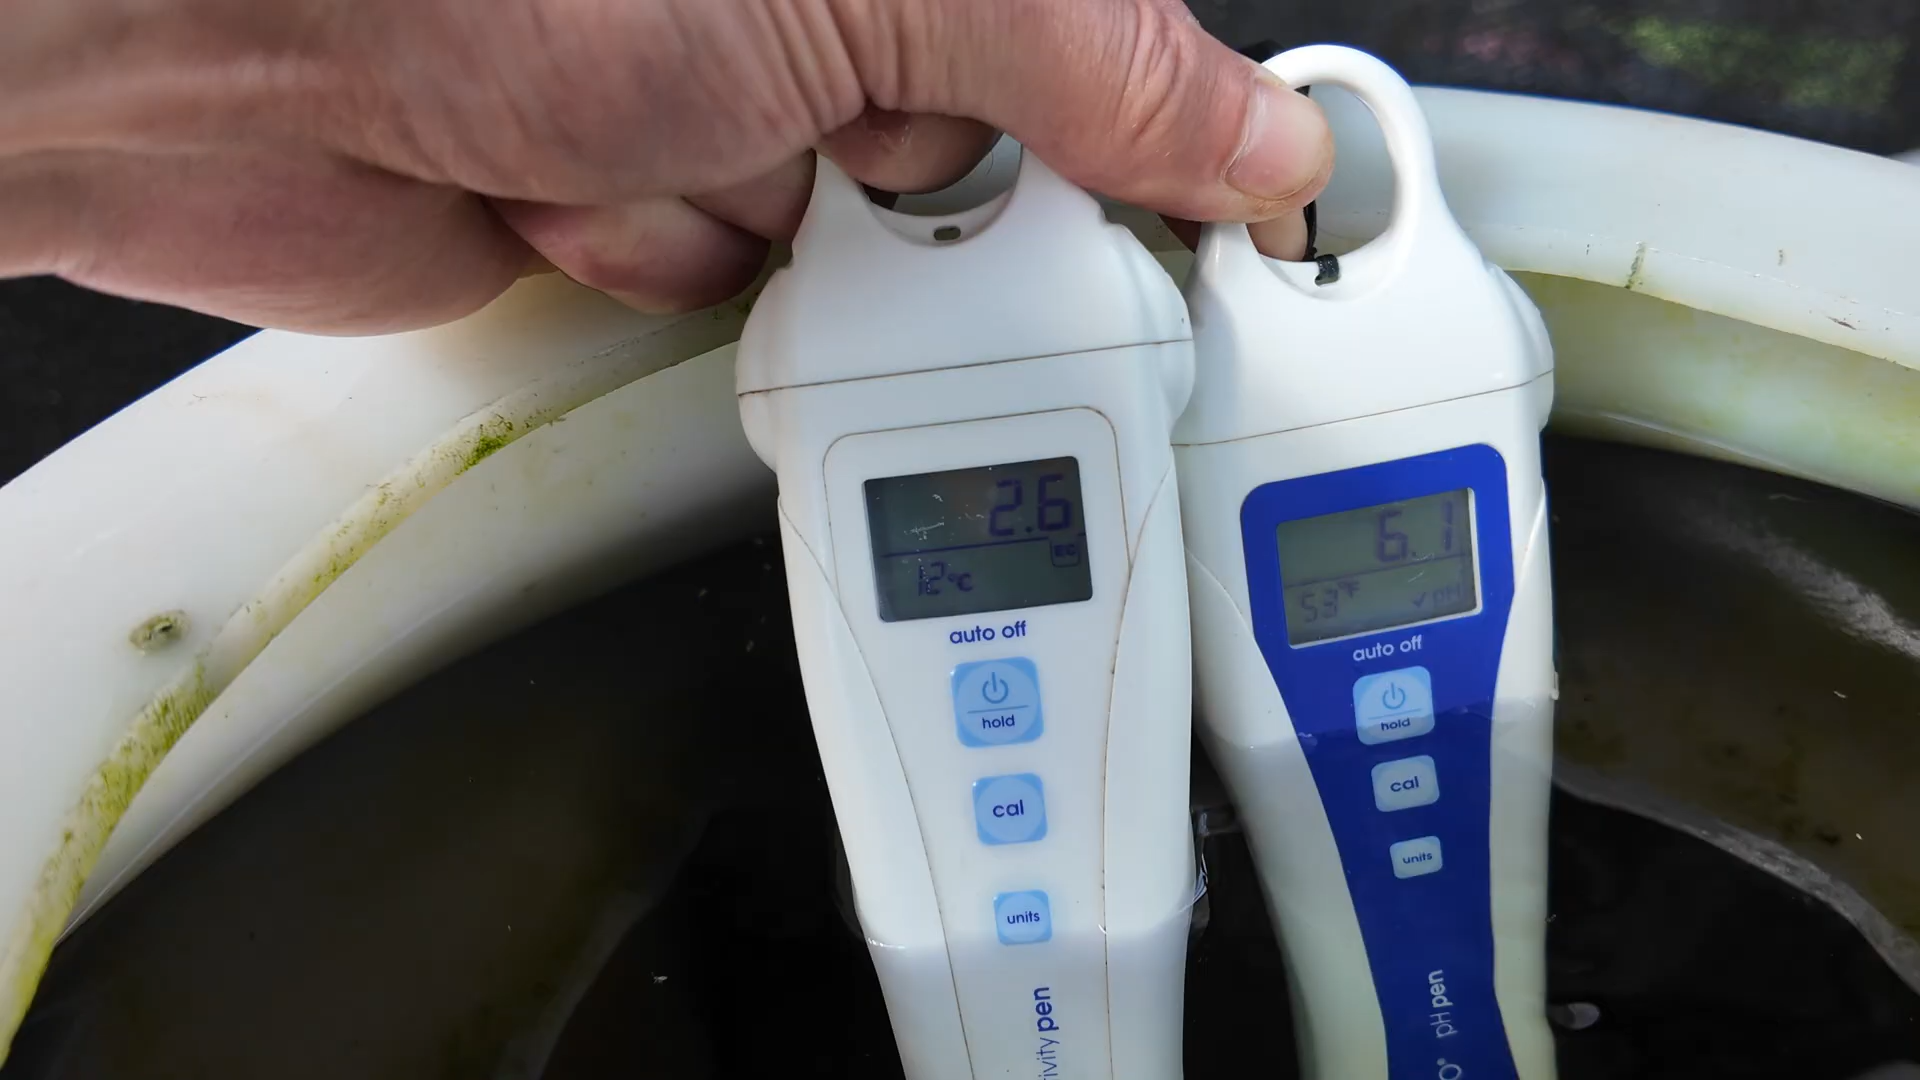 2.6
EC
12°C
auto off
hold
cal
units
tivity pen
6.1
53°F ✓pH
auto off
hold
cal
units
O® pH pen